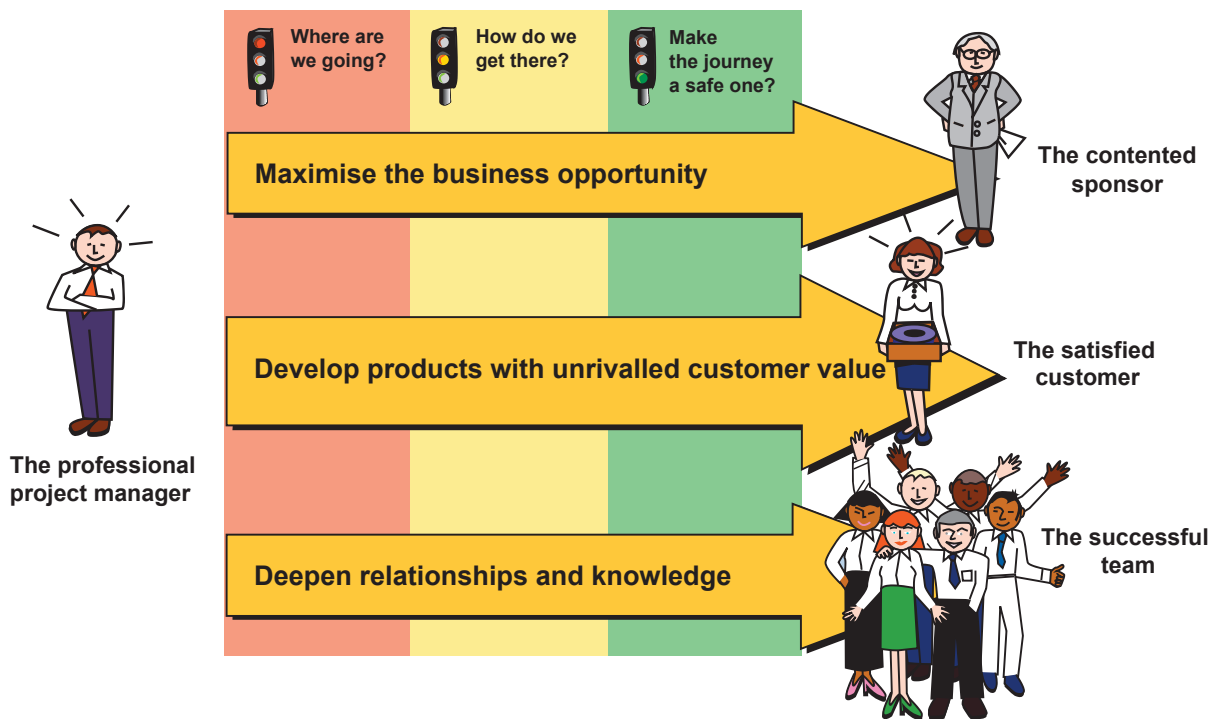 Where are
we going?
How do we
get there?
Make
the journey
a safe one?
Maximise the business opportunity
The contented
sponsor
Develop products with unrivalled customer value
The satisfied
customer
The professional
project manager
Deepen relationships and knowledge
The successful
team